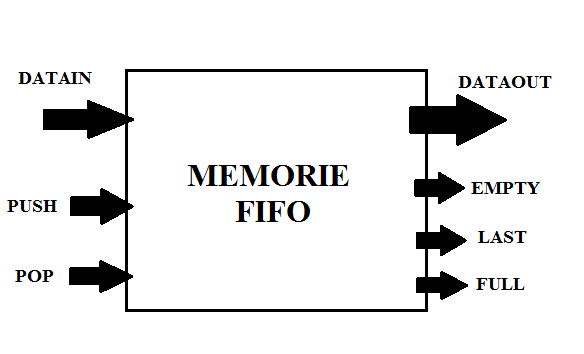 DATAIN
DATAOUT
MEMORIE
FIFO
PUSH
EMPTY
LAST
POP
FULL